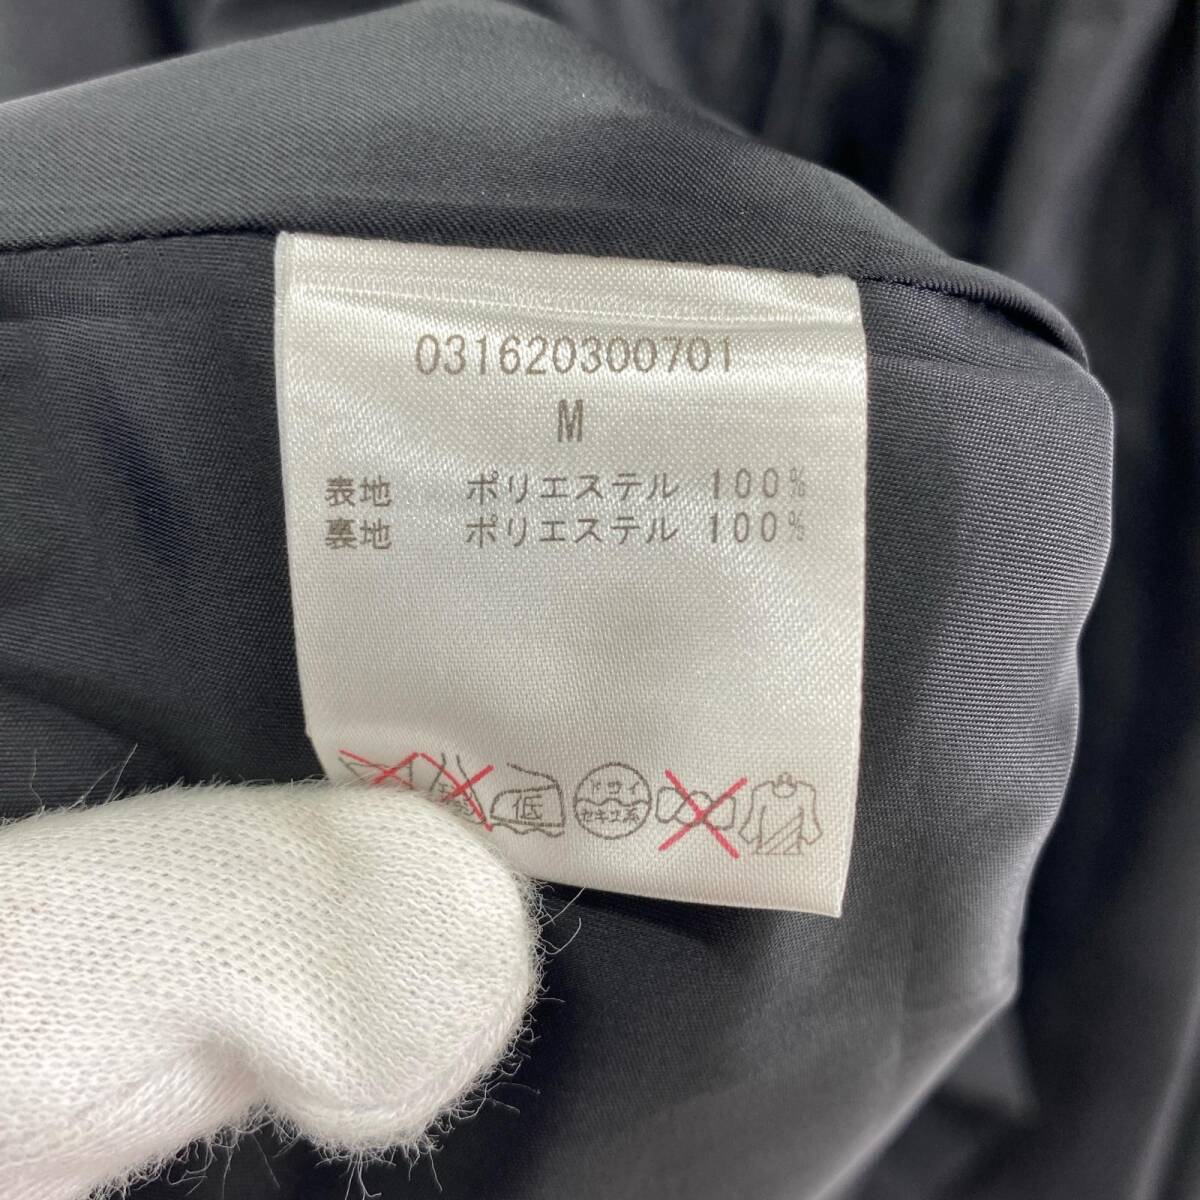 031620300701
M
表地 ポリエステル 100%
裏地 ポリエステル 100%
低 ドライ セキユ系